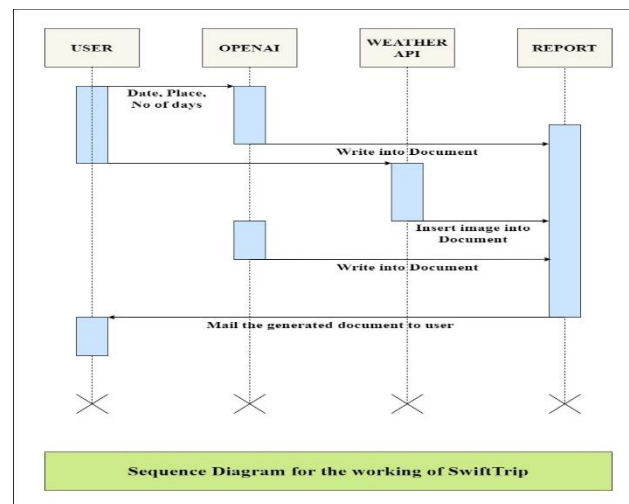 USER
OPENAI
WEATHER
API
REPORT
Date, Place,
No of days
Write into Document
Insert image into
Document
Write into Document
Mail the generated document to user
Sequence Diagram for the working of SwiftTrip